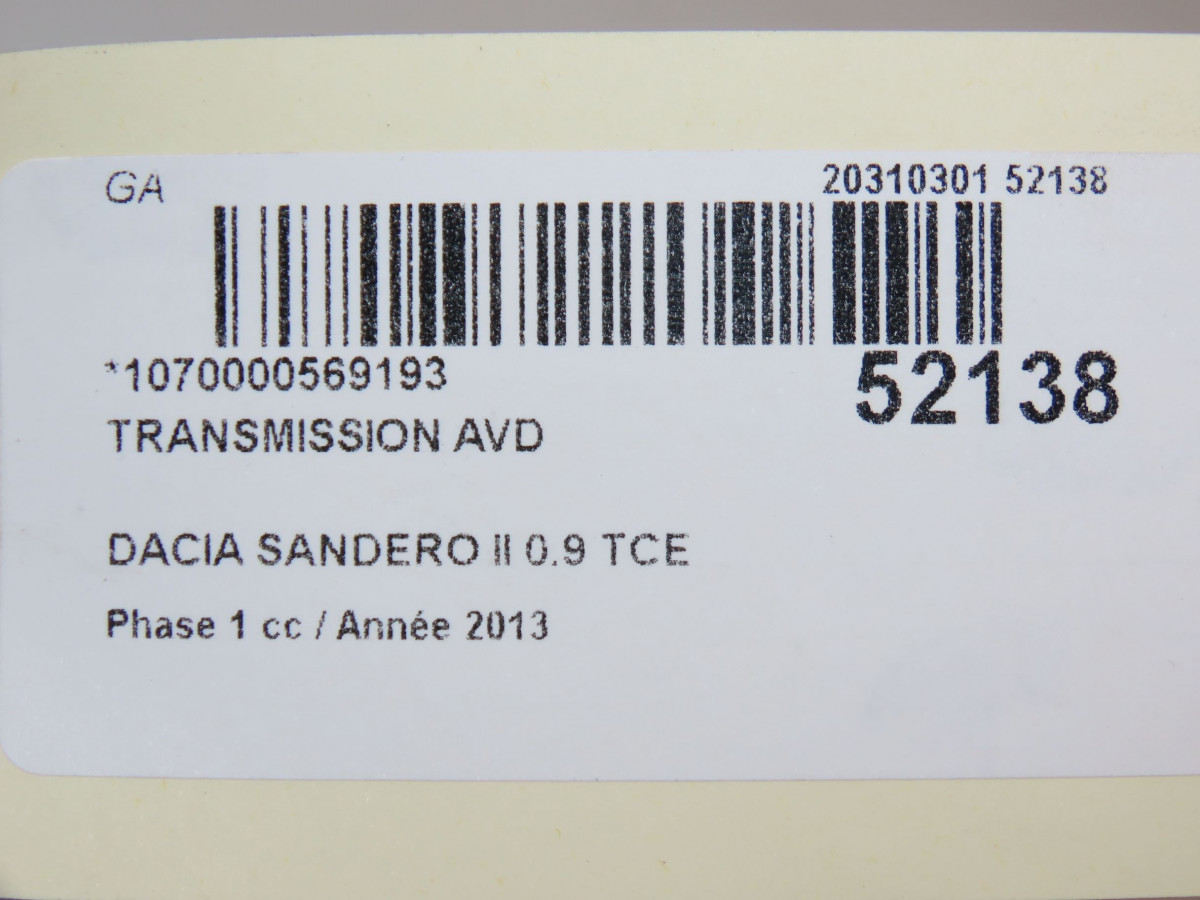 GA 20310301 52138
*1070000569193 52138
TRANSMISSION AVD
DACIA SANDERO II 0.9 TCE
Phase 1 cc / Année 2013